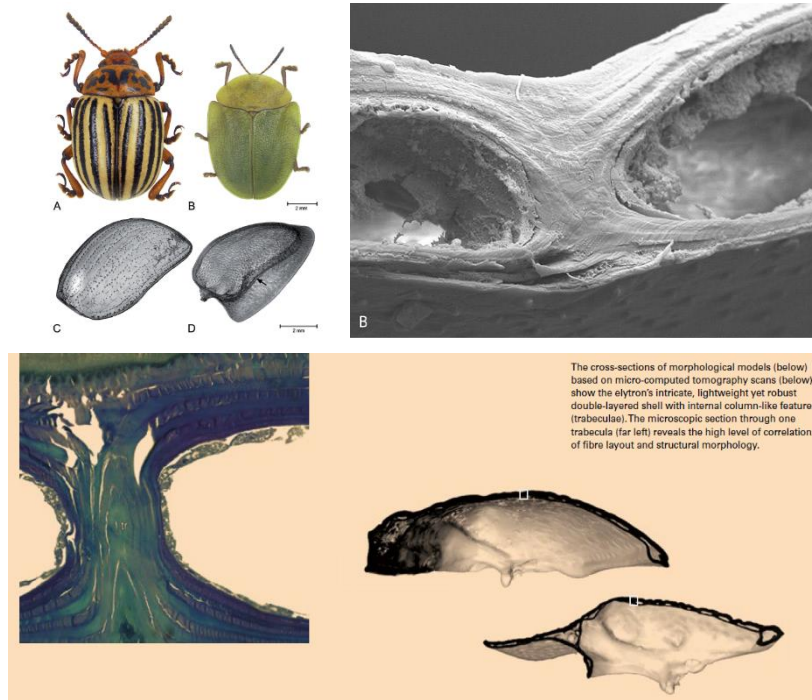 A
B
2 mm
C
D
2 mm
B
The cross-sections of morphological models (below)
based on micro-computed tomography scans (below)
show the elytron's intricate, lightweight yet robust
double-layered shell with internal column-like feature
(trabeculae). The microscopic section through one
trabecula (far left) reveals the high level of correlation
of fibre layout and structural morphology.